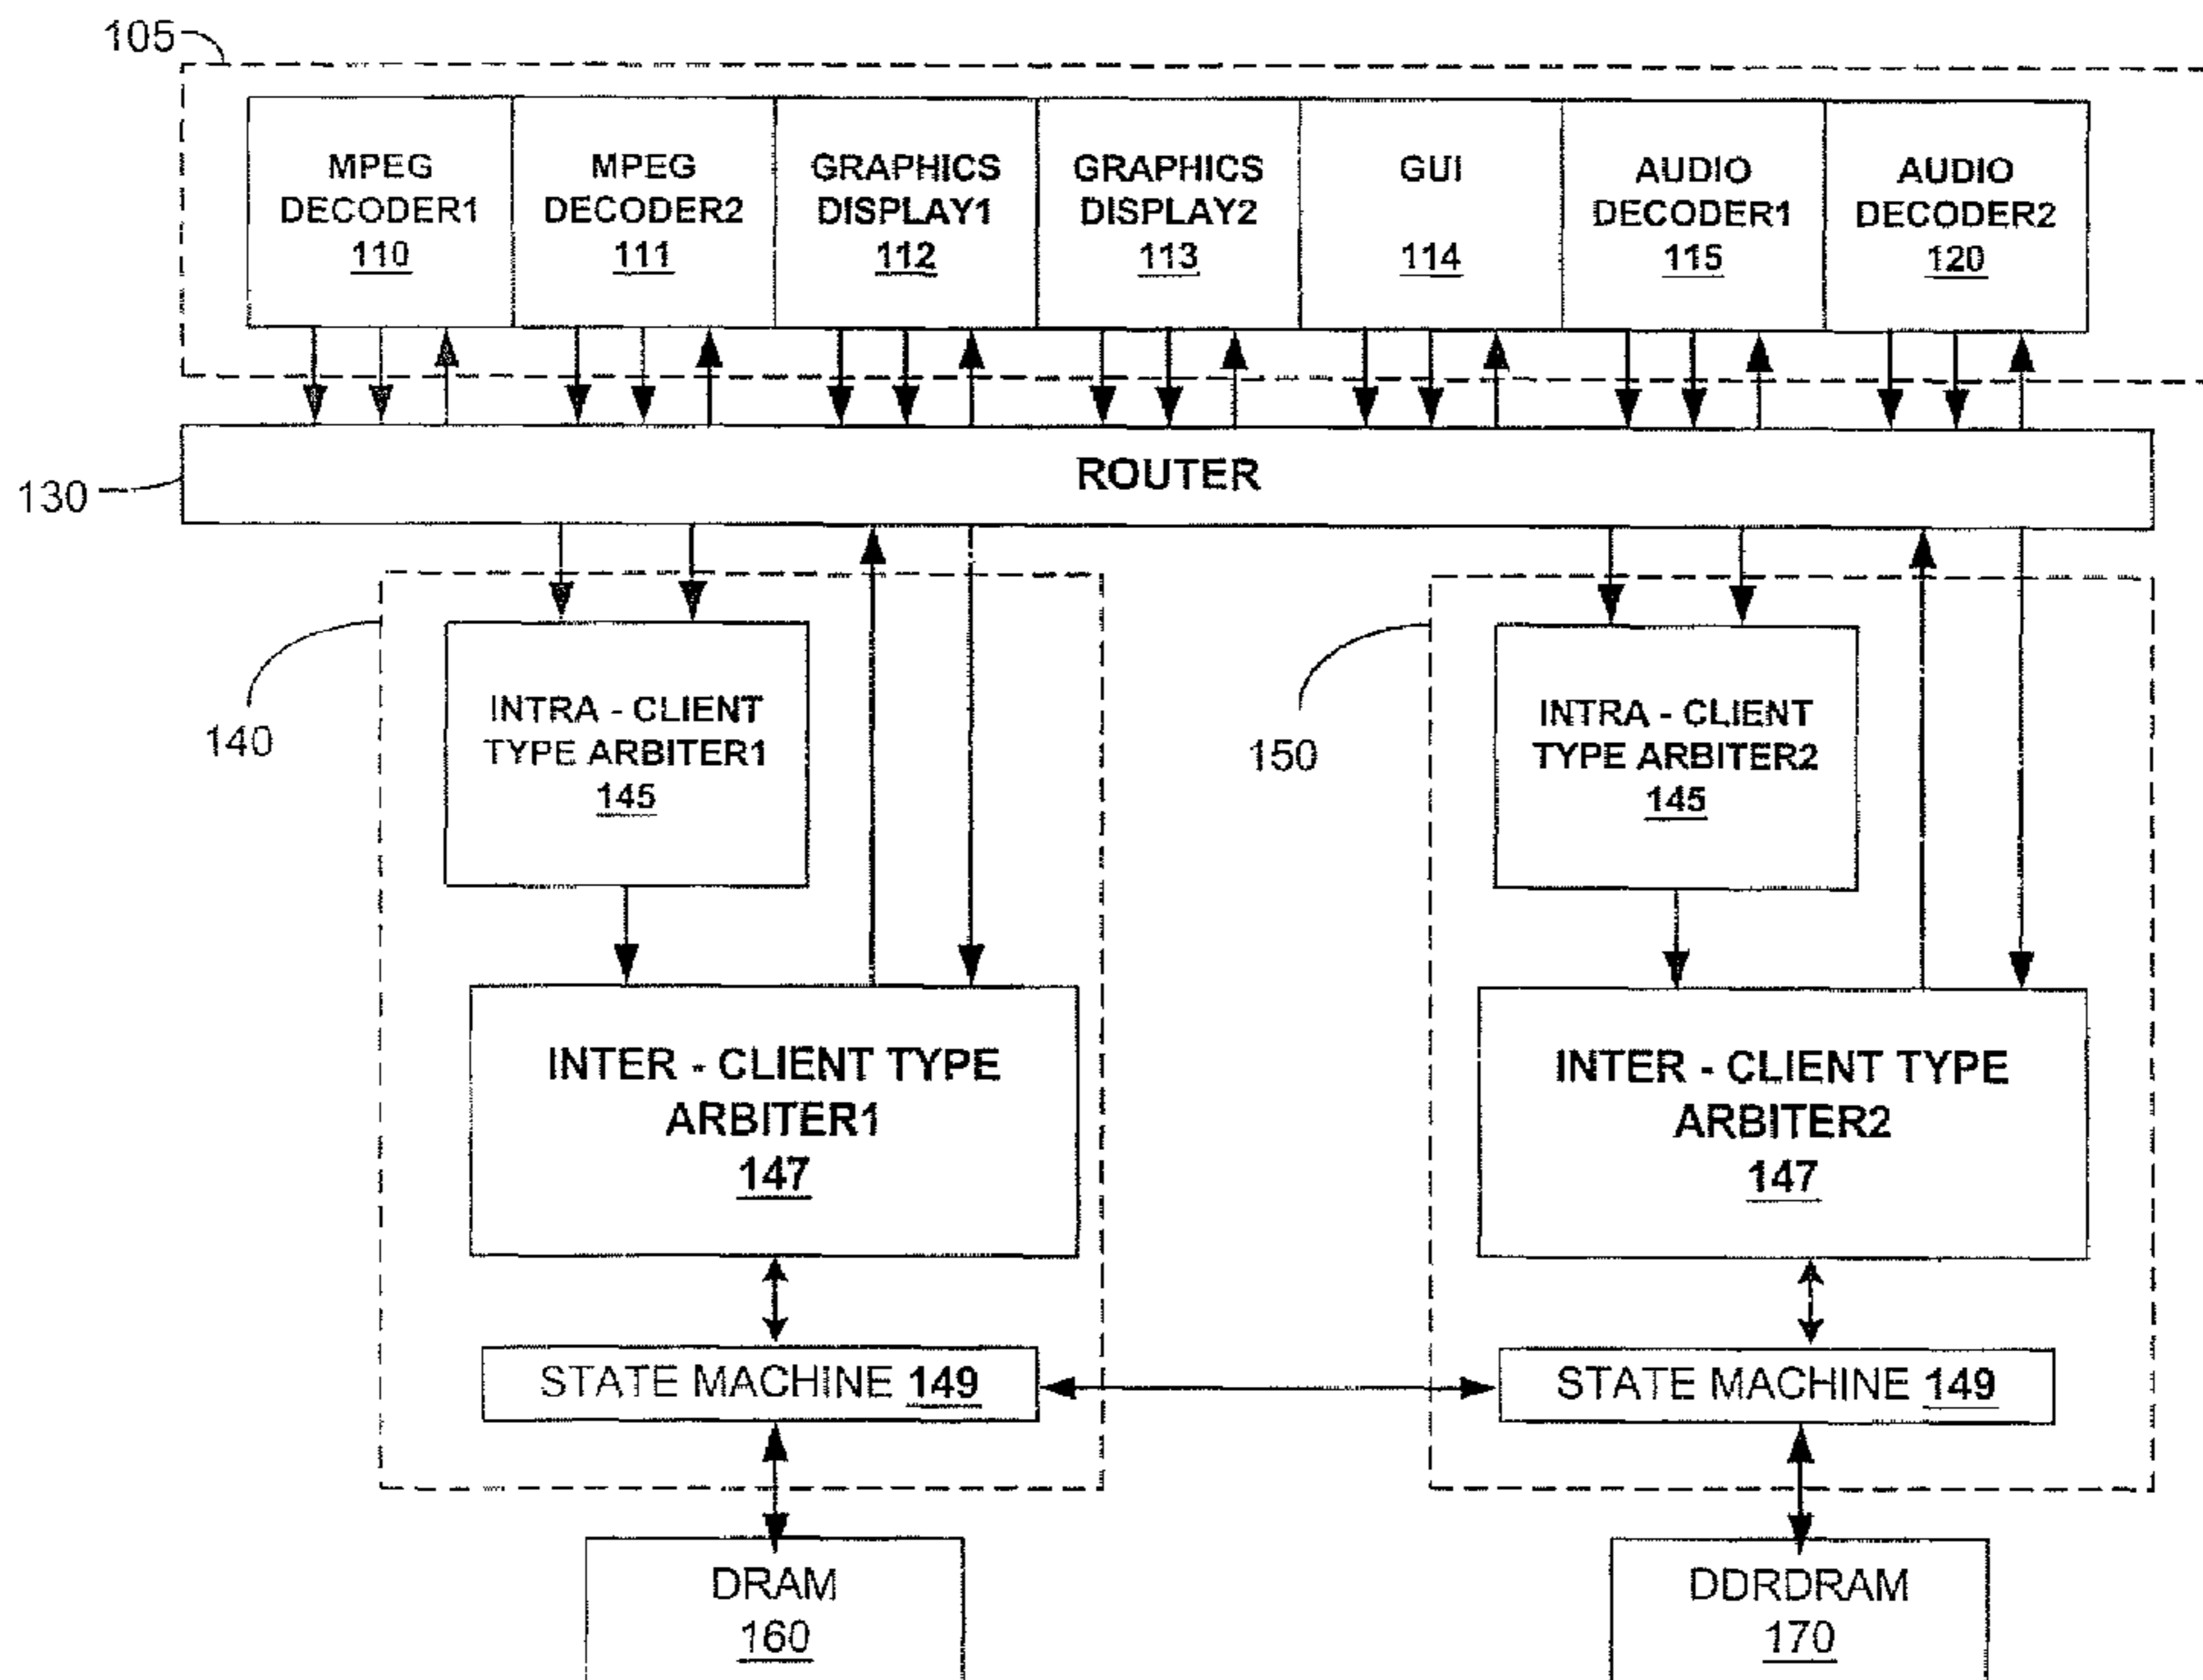 105
MPEG
DECODER1
110
MPEG
DECODER2
111
GRAPHICS
DISPLAY1
112
GRAPHICS
DISPLAY2
113
GUI
114
AUDIO
DECODER1
115
AUDIO
DECODER2
120
130
ROUTER
140
INTRA - CLIENT
TYPE ARBITER1
145
150
INTRA - CLIENT
TYPE ARBITER2
145
INTER - CLIENT TYPE
ARBITER1
147
INTER - CLIENT TYPE
ARBITER2
147
STATE MACHINE 149
STATE MACHINE 149
DRAM
160
DDRDRAM
170